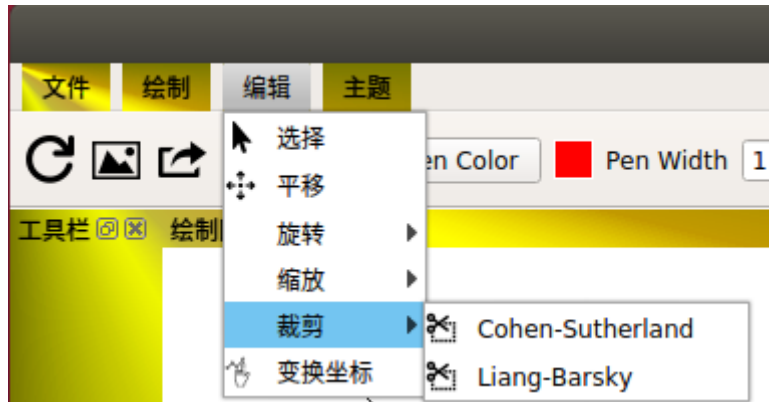 文件 绘制 编辑 主题
选择
en Color Pen Width 1
平移
工具栏 绘制
旋转
缩放
裁剪
Cohen-Sutherland
变换坐标
Liang-Barsky